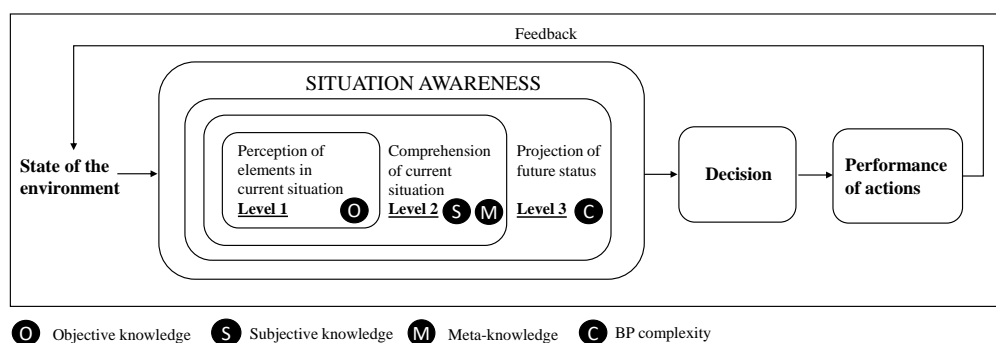 Feedback
SITUATION AWARENESS
State of the
environment
Perception of
elements in
current situation
Level 1
O
Comprehension
of current
situation
Level 2
S M
Projection of
future status
Level 3
C
Decision
Performance
of actions
O Objective knowledge S Subjective knowledge M Meta-knowledge C BP complexity